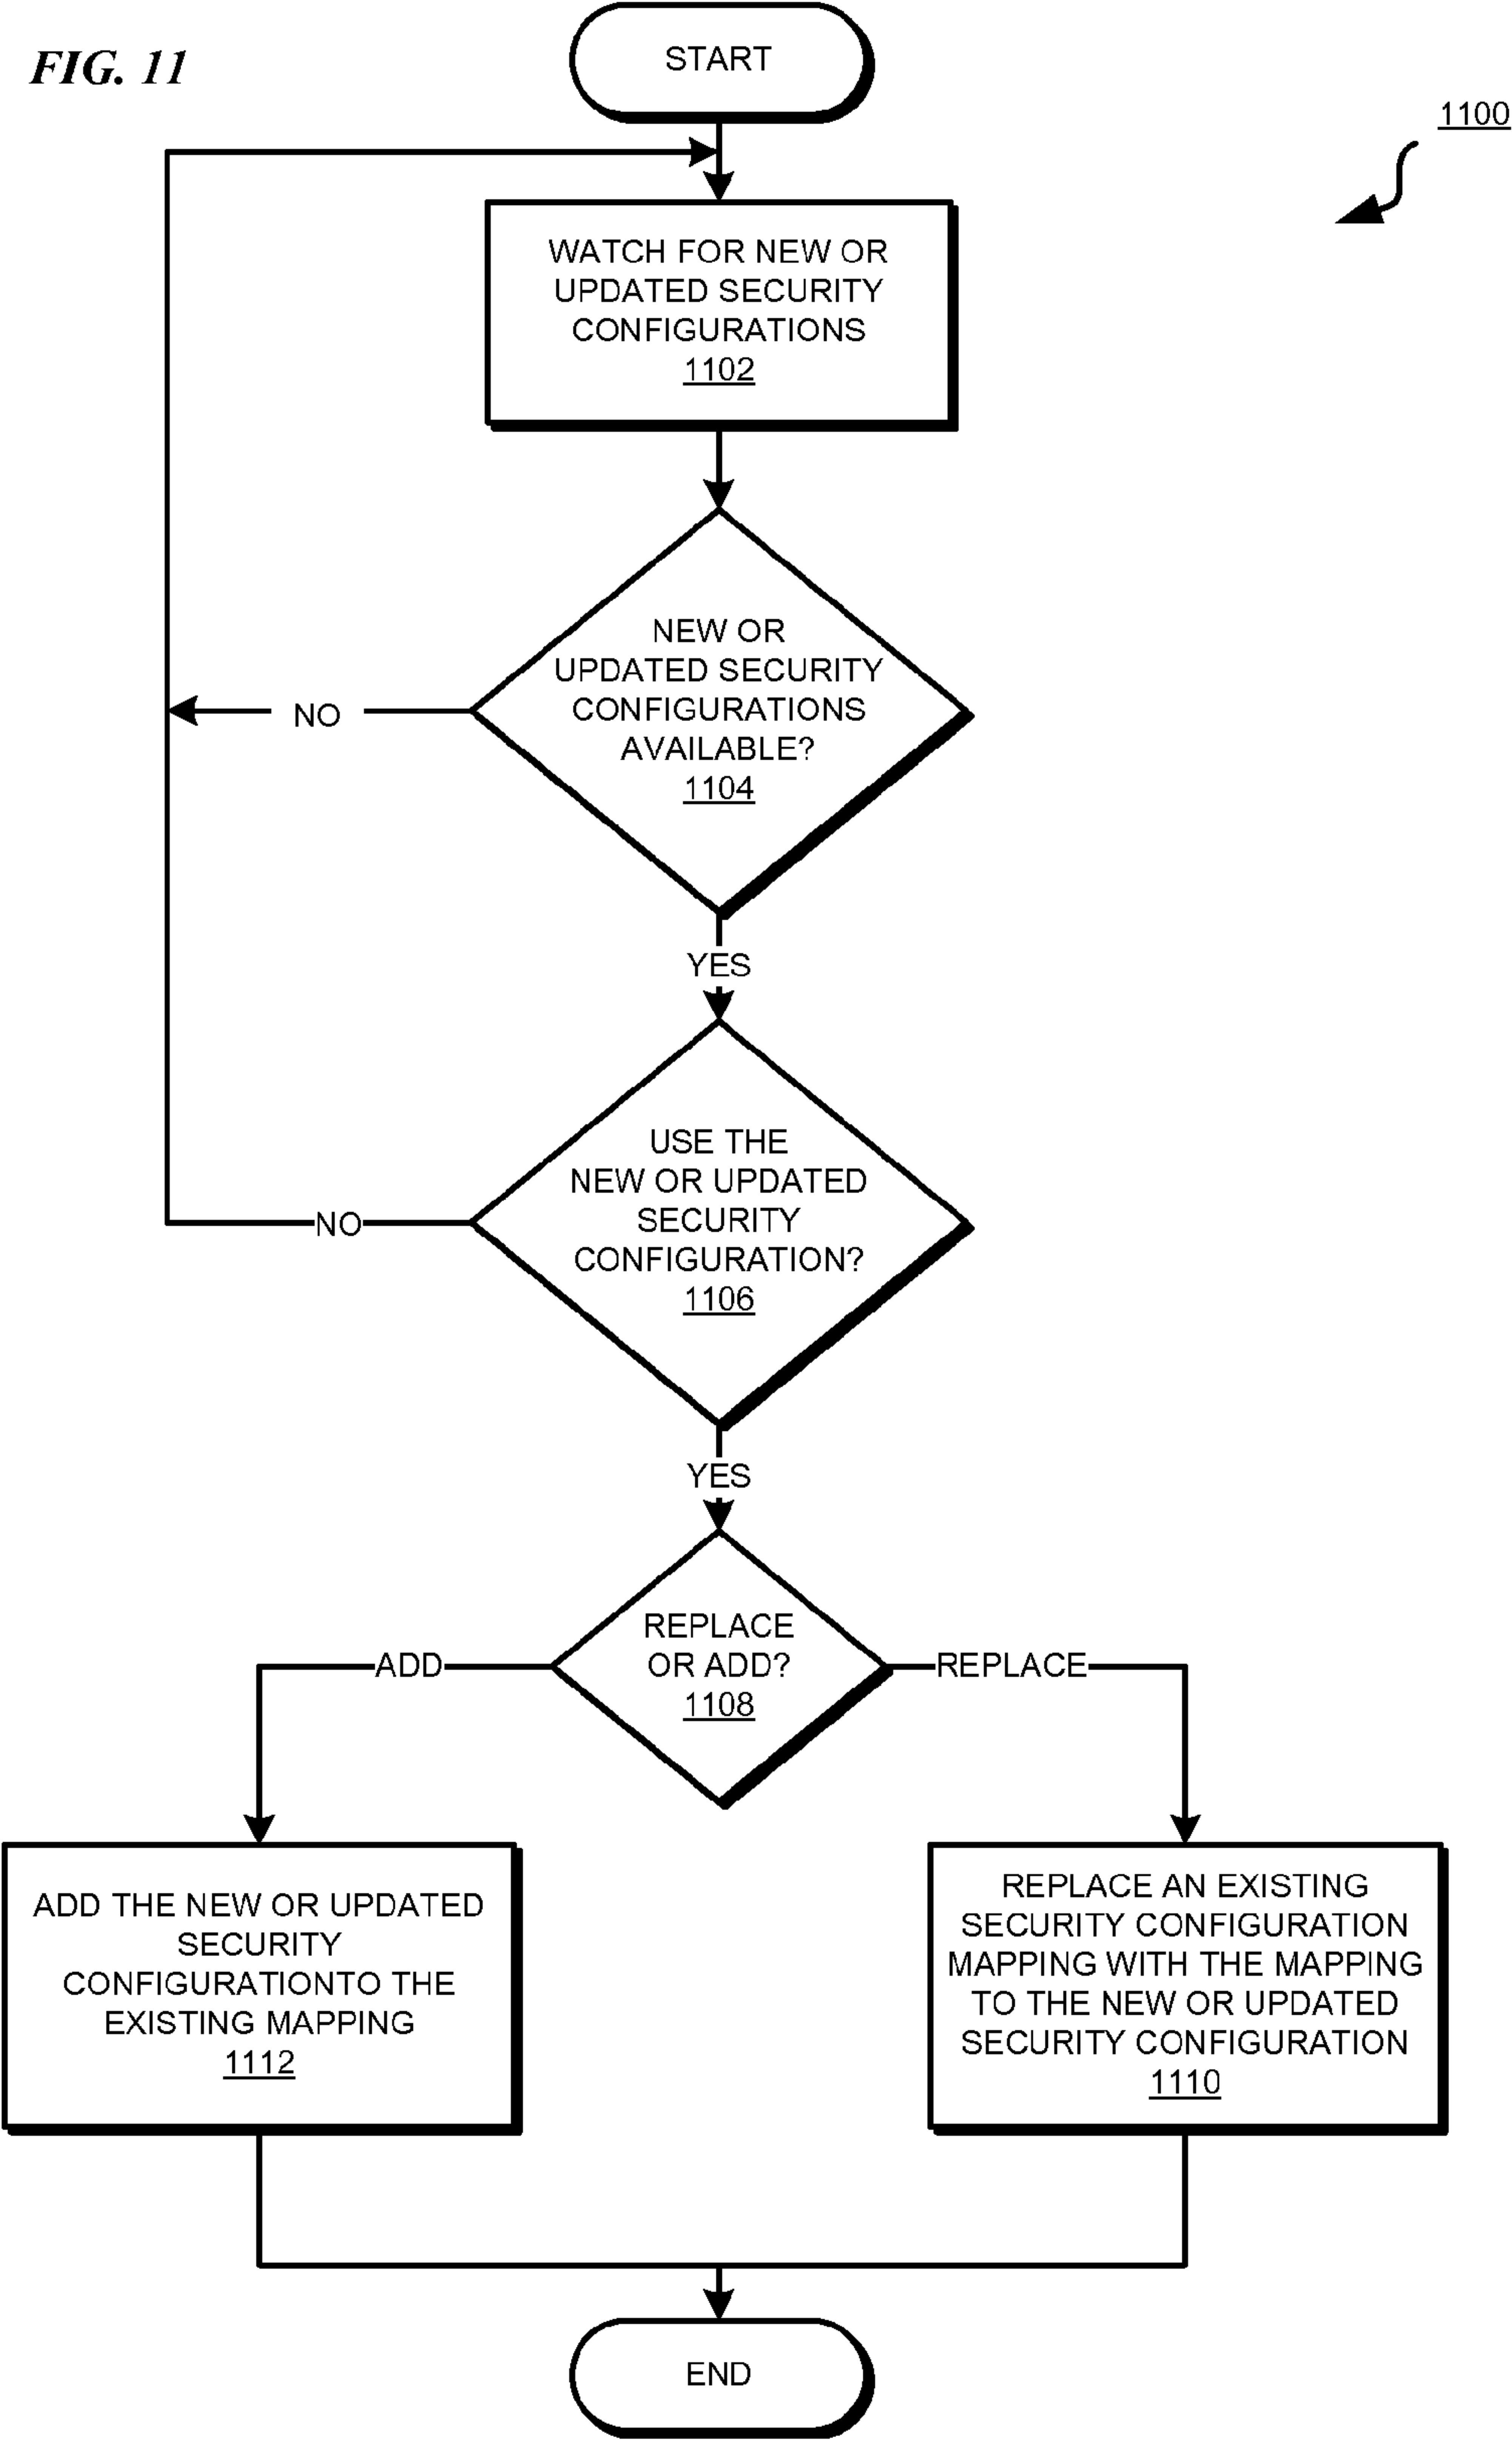 FIG. 11
START
1100
WATCH FOR NEW OR
UPDATED SECURITY
CONFIGURATIONS
1102
NEW OR
UPDATED SECURITY
CONFIGURATIONS
AVAILABLE?
1104
NO
YES
USE THE
NEW OR UPDATED
SECURITY
CONFIGURATION?
1106
NO
YES
REPLACE
OR ADD?
1108
ADD
REPLACE
ADD THE NEW OR UPDATED
SECURITY
CONFIGURATIONTO THE
EXISTING MAPPING
1112
REPLACE AN EXISTING
SECURITY CONFIGURATION
MAPPING WITH THE MAPPING
TO THE NEW OR UPDATED
SECURITY CONFIGURATION
1110
END